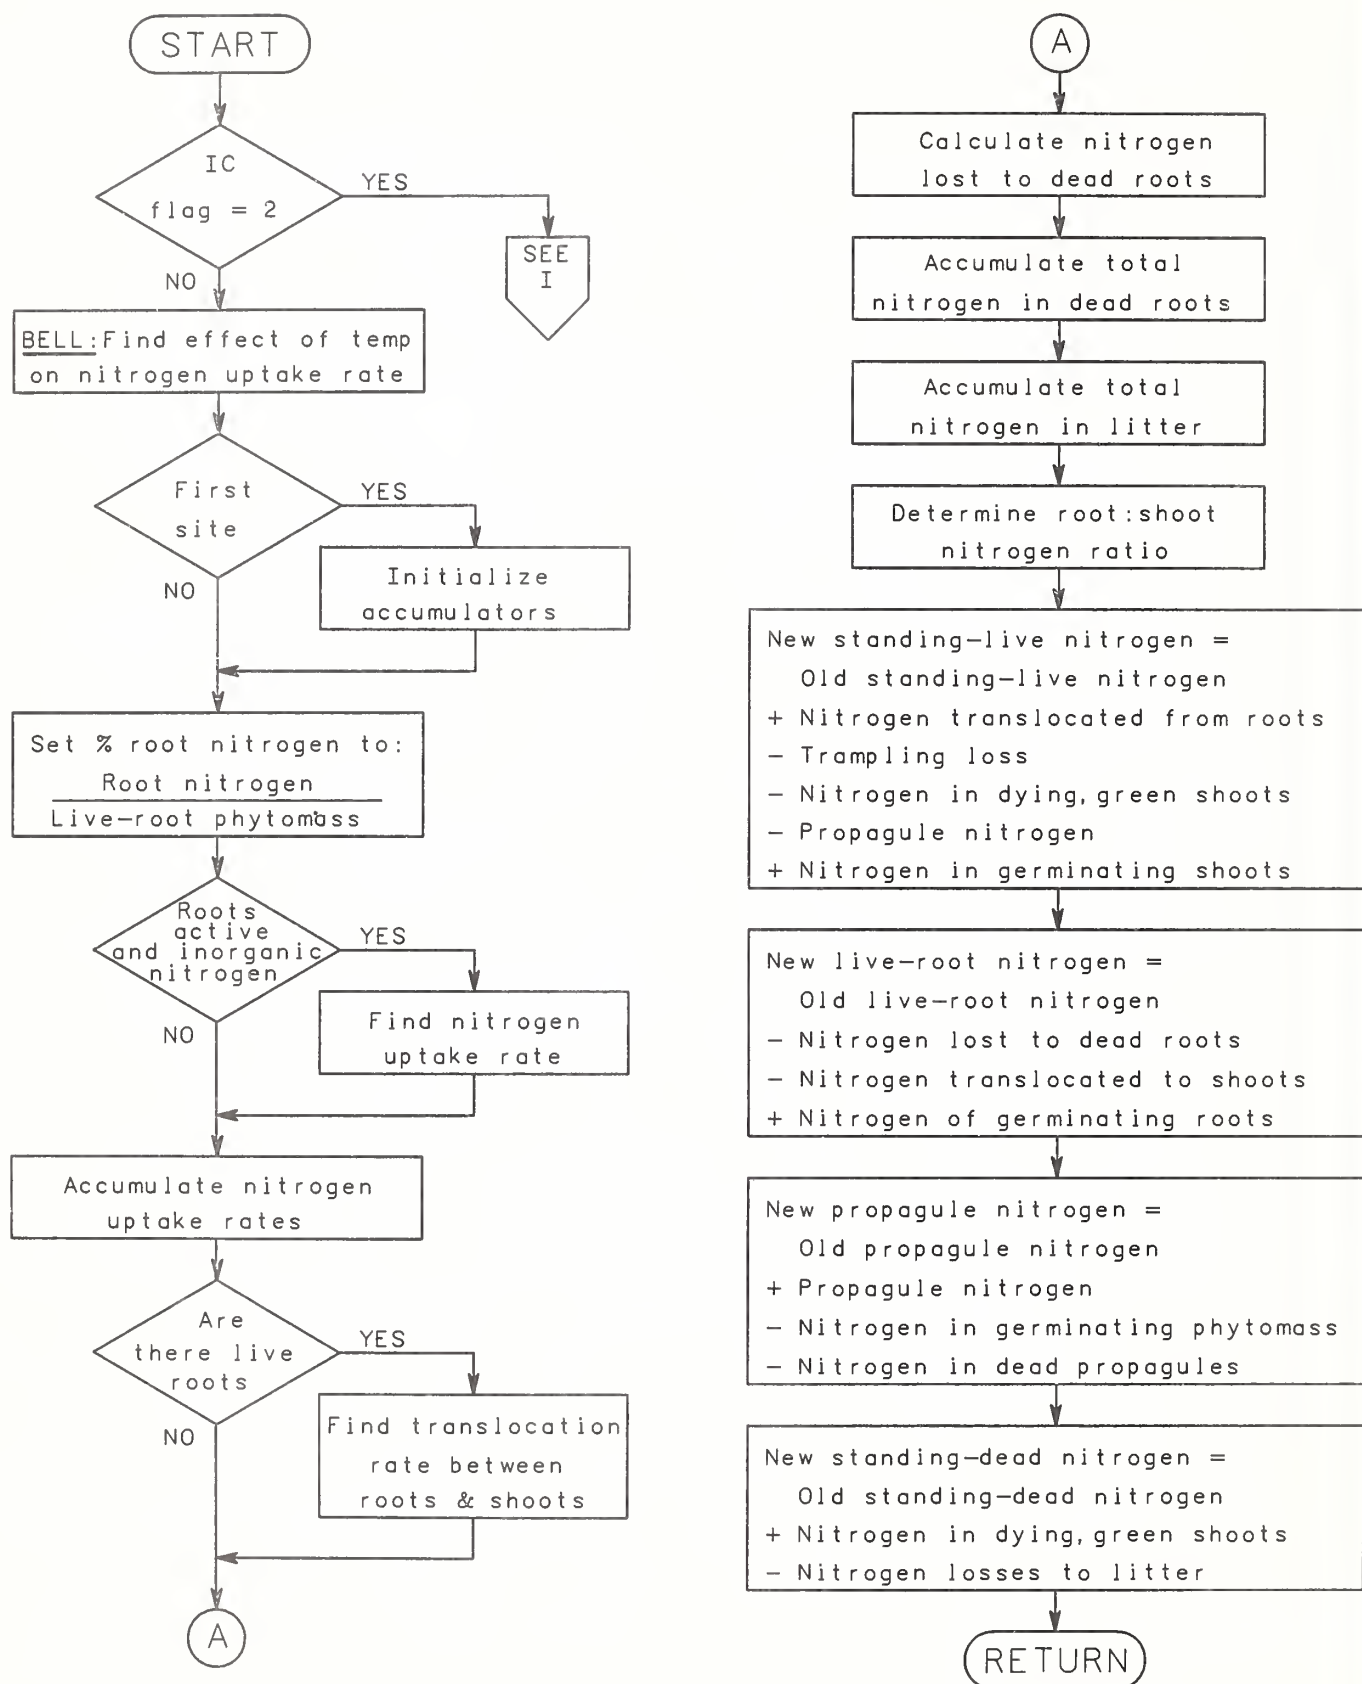 START
IC
flag = 2
YES
SEE
I
NO
BELL:Find effect of temp
on nitrogen uptake rate
First
site
YES
Initialize
accumulators
NO
Set % root nitrogen to:
Root nitrogen
Live-root phytomass
Roots
active
and inorganic
nitrogen
YES
Find nitrogen
uptake rate
NO
Accumulate nitrogen
uptake rates
Are
there live
roots
YES
Find translocation
rate between
roots & shoots
NO
A
A
Calculate nitrogen
lost to dead roots
Accumulate total
nitrogen in dead roots
Accumulate total
nitrogen in litter
Determine root:shoot
nitrogen ratio
New standing-live nitrogen =
Old standing-live nitrogen
+ Nitrogen translocated from roots
- Trampling loss
- Nitrogen in dying, green shoots
- Propagule nitrogen
+ Nitrogen in germinating shoots
New live-root nitrogen =
Old live-root nitrogen
- Nitrogen lost to dead roots
- Nitrogen translocated to shoots
+ Nitrogen of germinating roots
New propagule nitrogen =
Old propagule nitrogen
+ Propagule nitrogen
- Nitrogen in germinating phytomass
- Nitrogen in dead propagules
New standing-dead nitrogen =
Old standing-dead nitrogen
+ Nitrogen in dying, green shoots
- Nitrogen losses to litter
RETURN